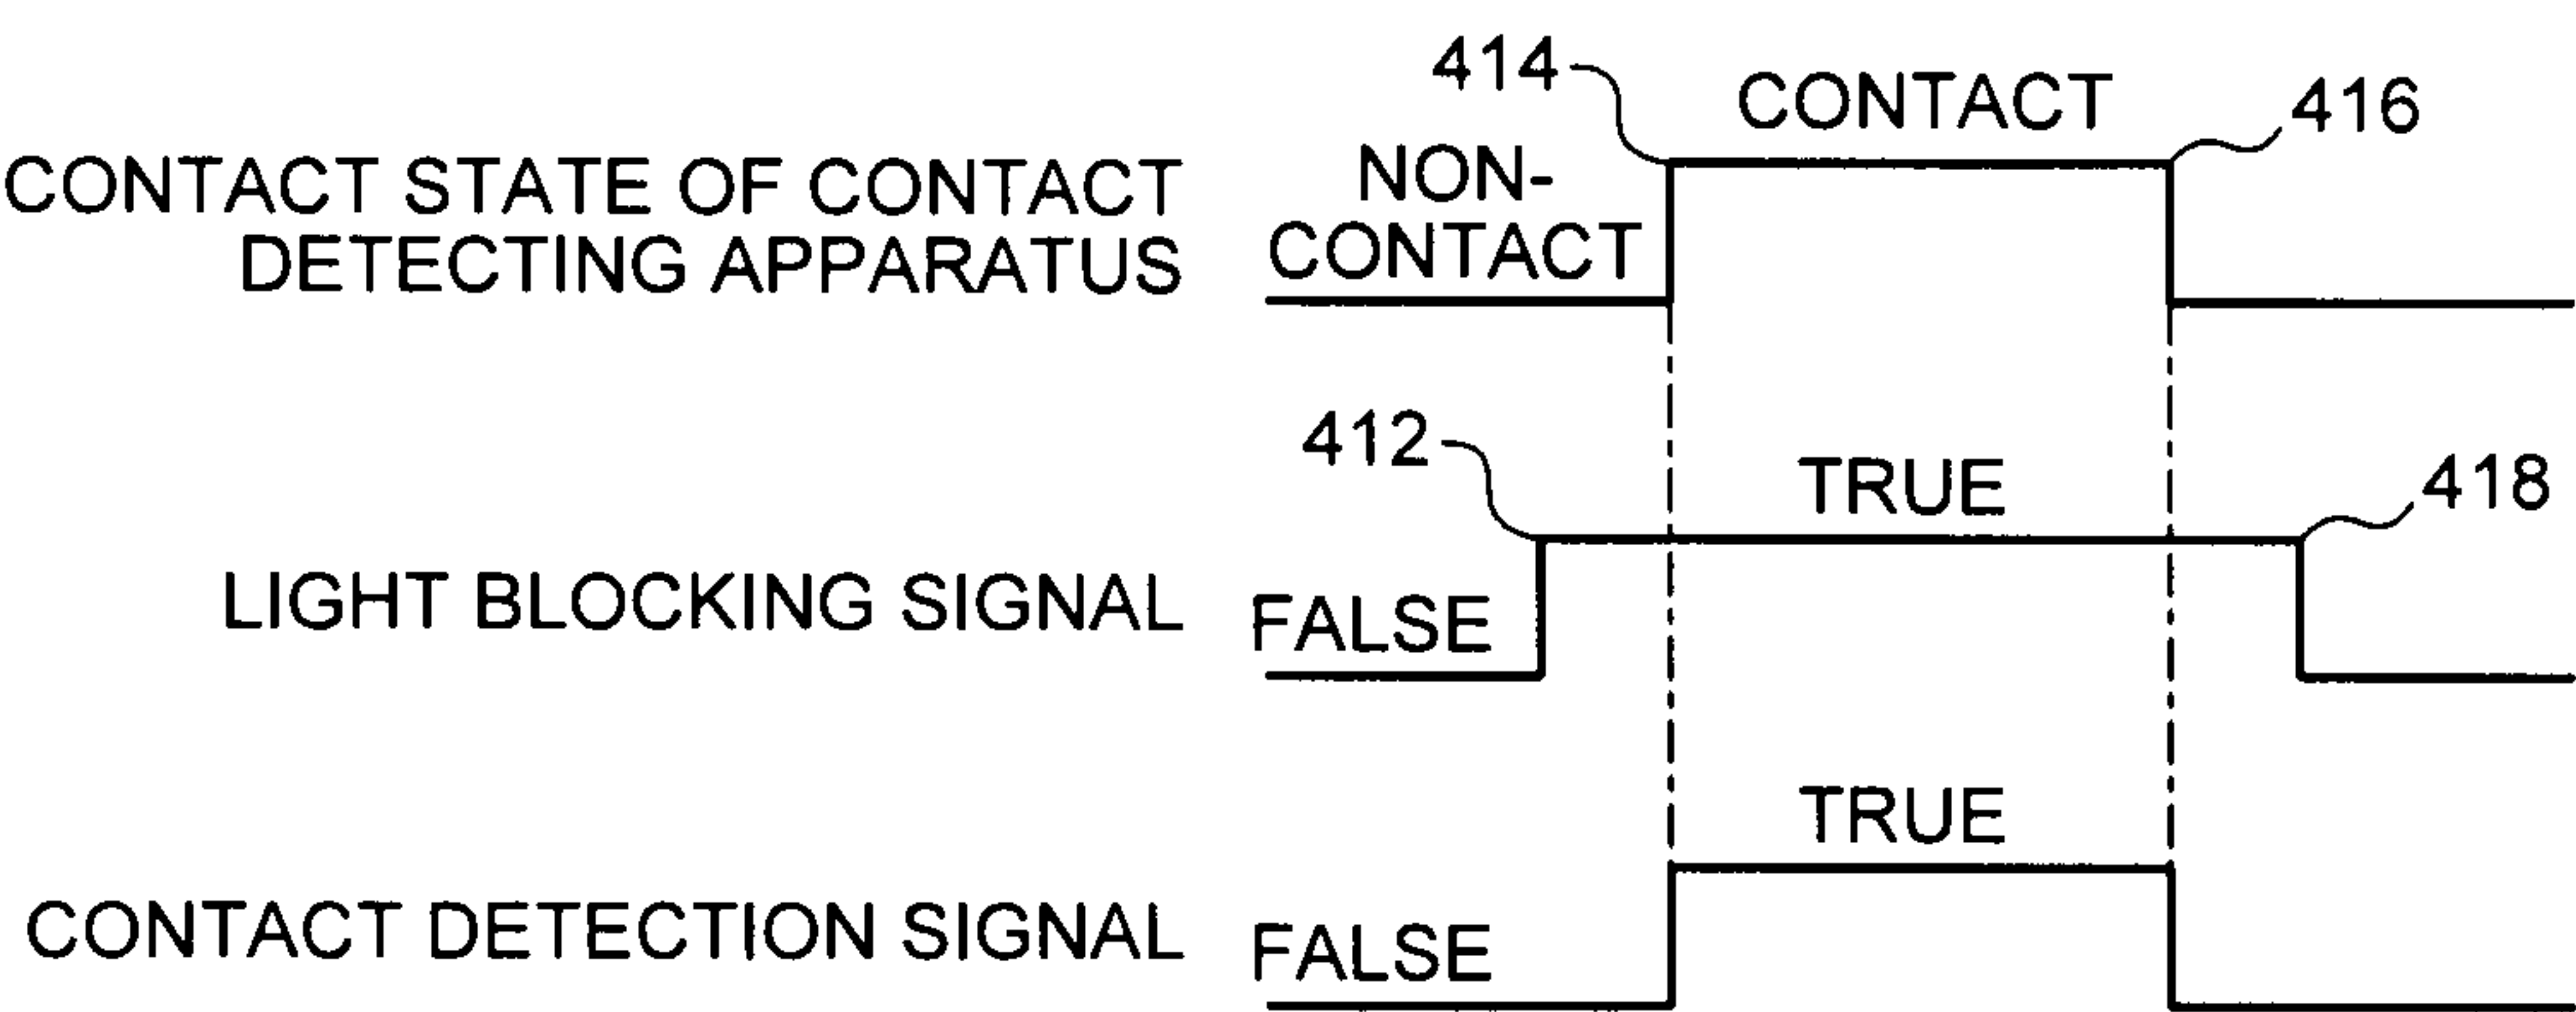 414
CONTACT
416
CONTACT STATE OF CONTACT
DETECTING APPARATUS
NON-
CONTACT
412
TRUE
418
LIGHT BLOCKING SIGNAL
FALSE
TRUE
CONTACT DETECTION SIGNAL
FALSE